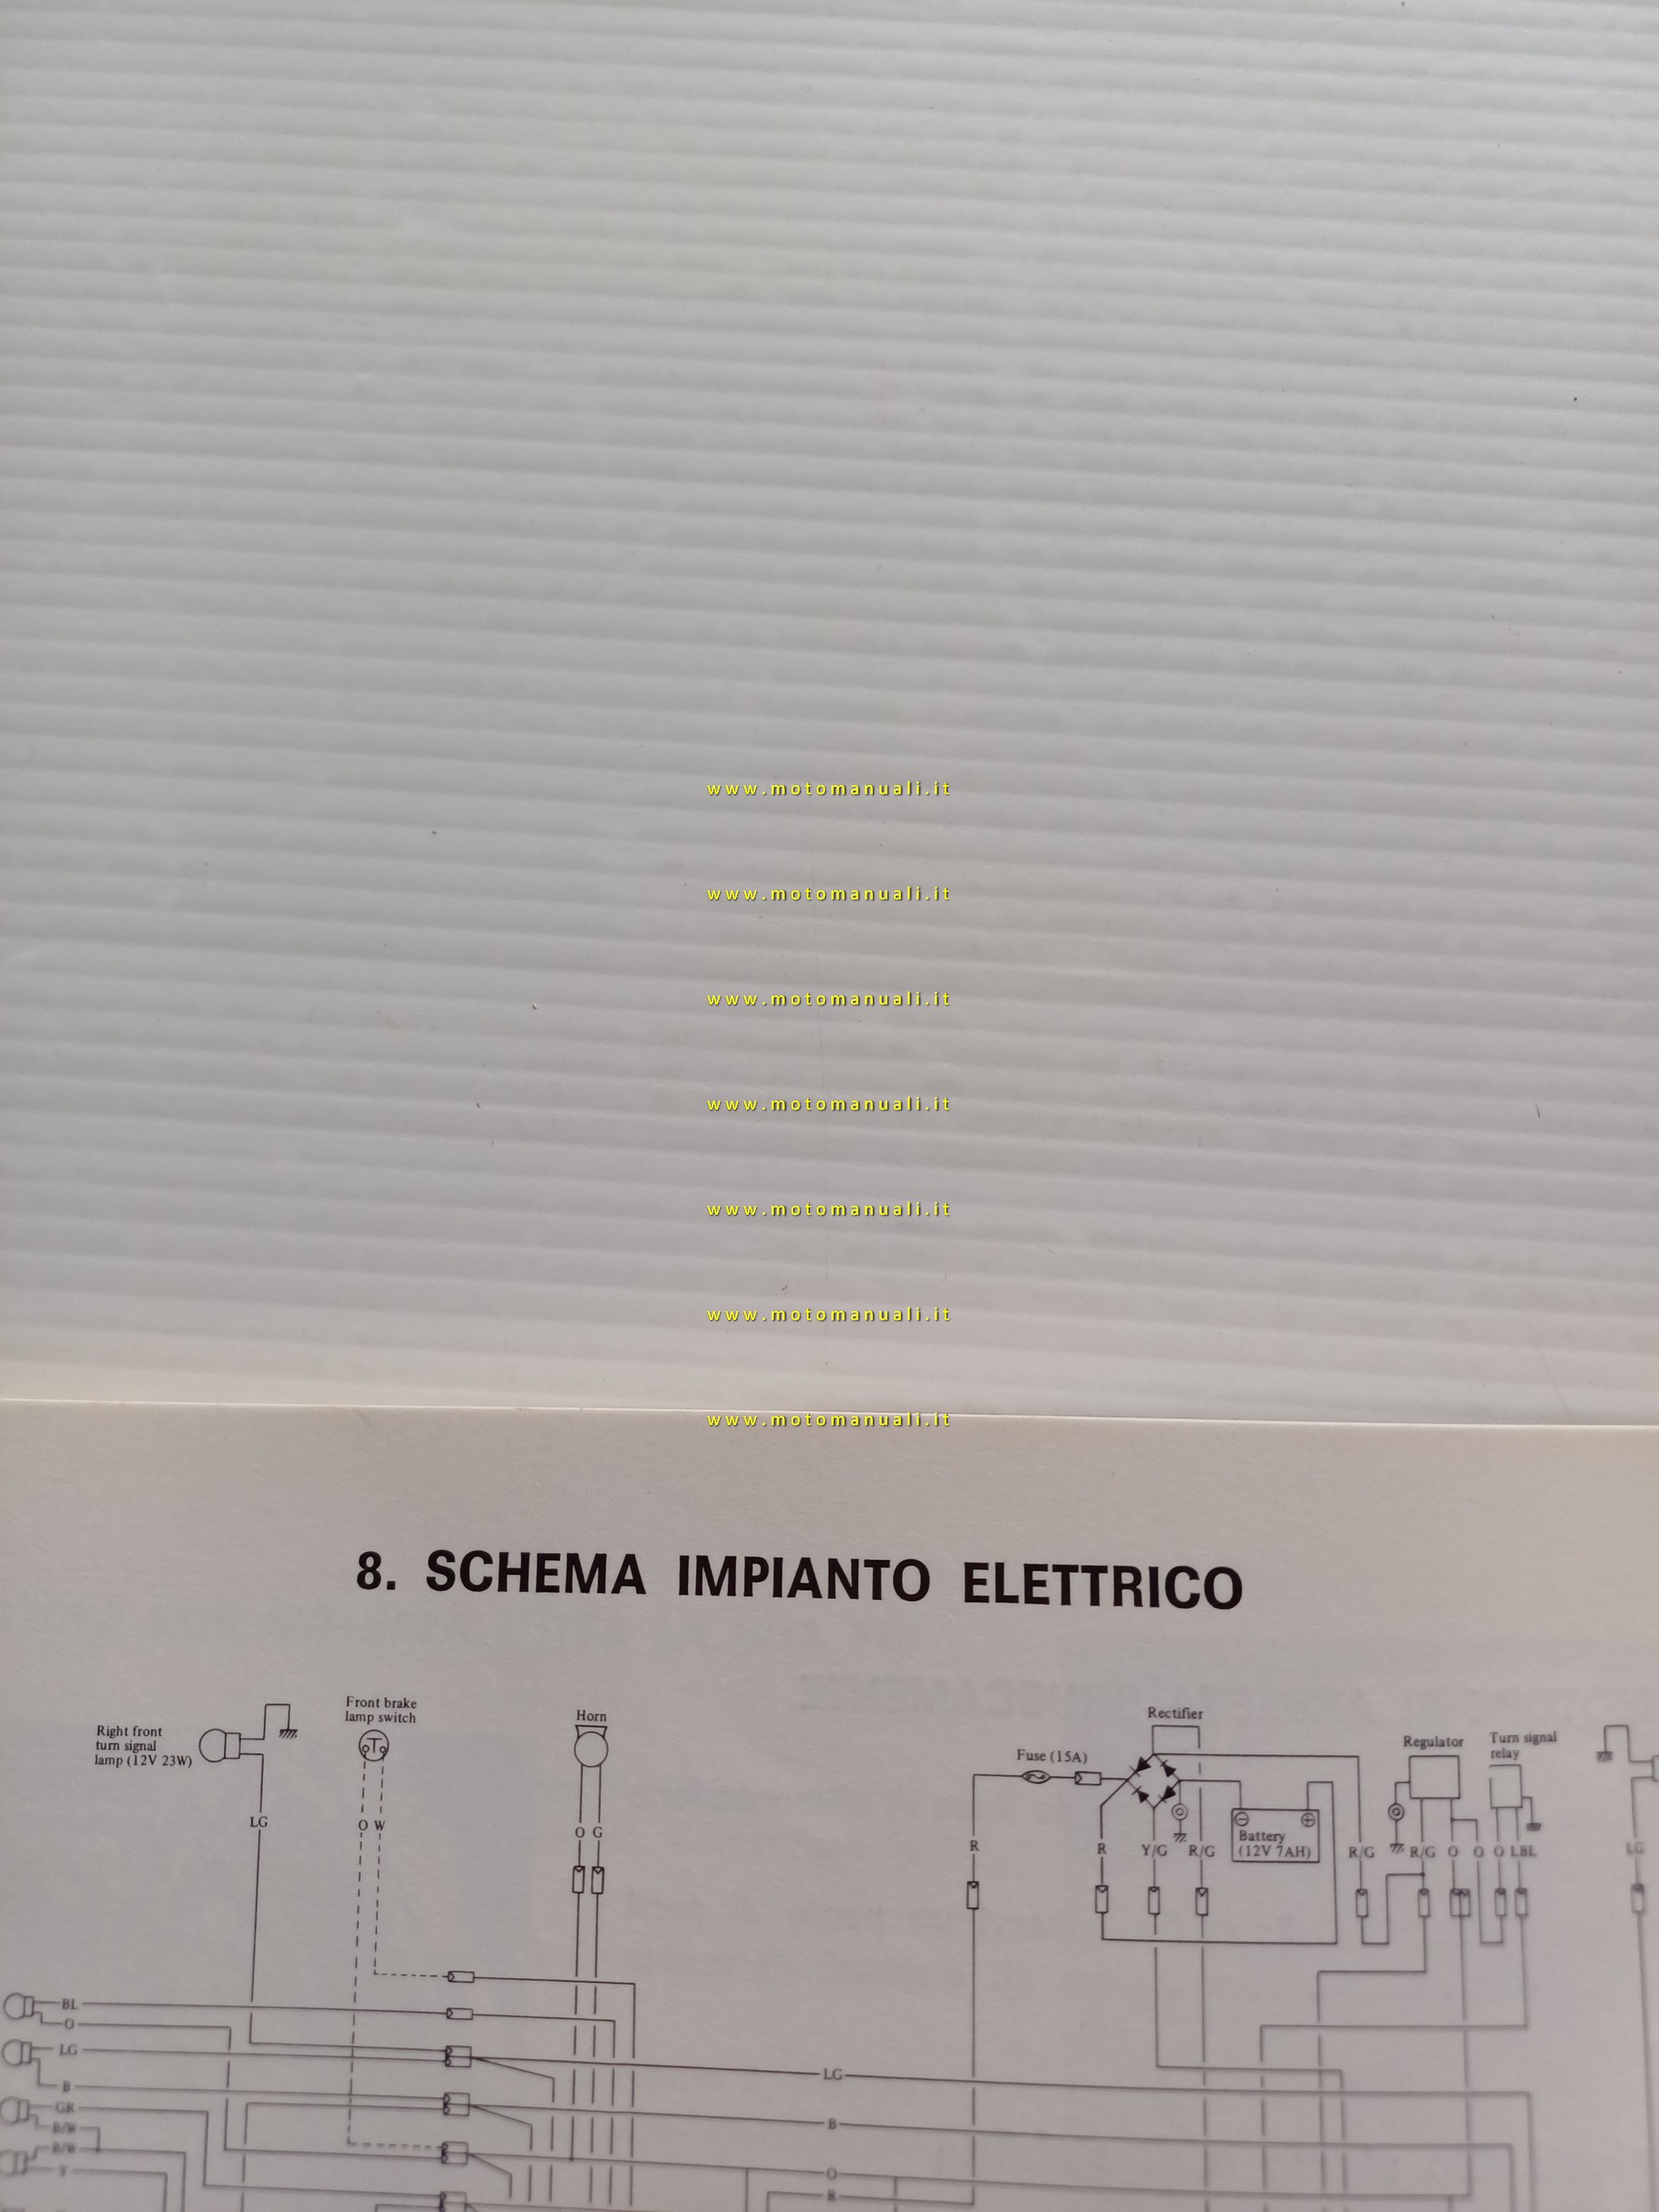 www.motomanuali.it
www.motomanuali.it
www.motomanuali.it
www.motomanuali.it
www.motomanuali.it
www.motomanuali.it
www.motomanuali.it
8. SCHEMA IMPIANTO ELETTRICO
Right front
turn signal
lamp (12V 23W)
Front brake
lamp switch
Horn
Rectifier
Fuse (15A)
Regulator
Turn signal
relay
Battery
(12V 7AH)
LG
O W
O G
R
R
Y/G
R/G
R/G
R/G
O
O
O
LBL
LG
BL
O
LG
B
GR
B/W
B/W
Y
LG
B
O
R